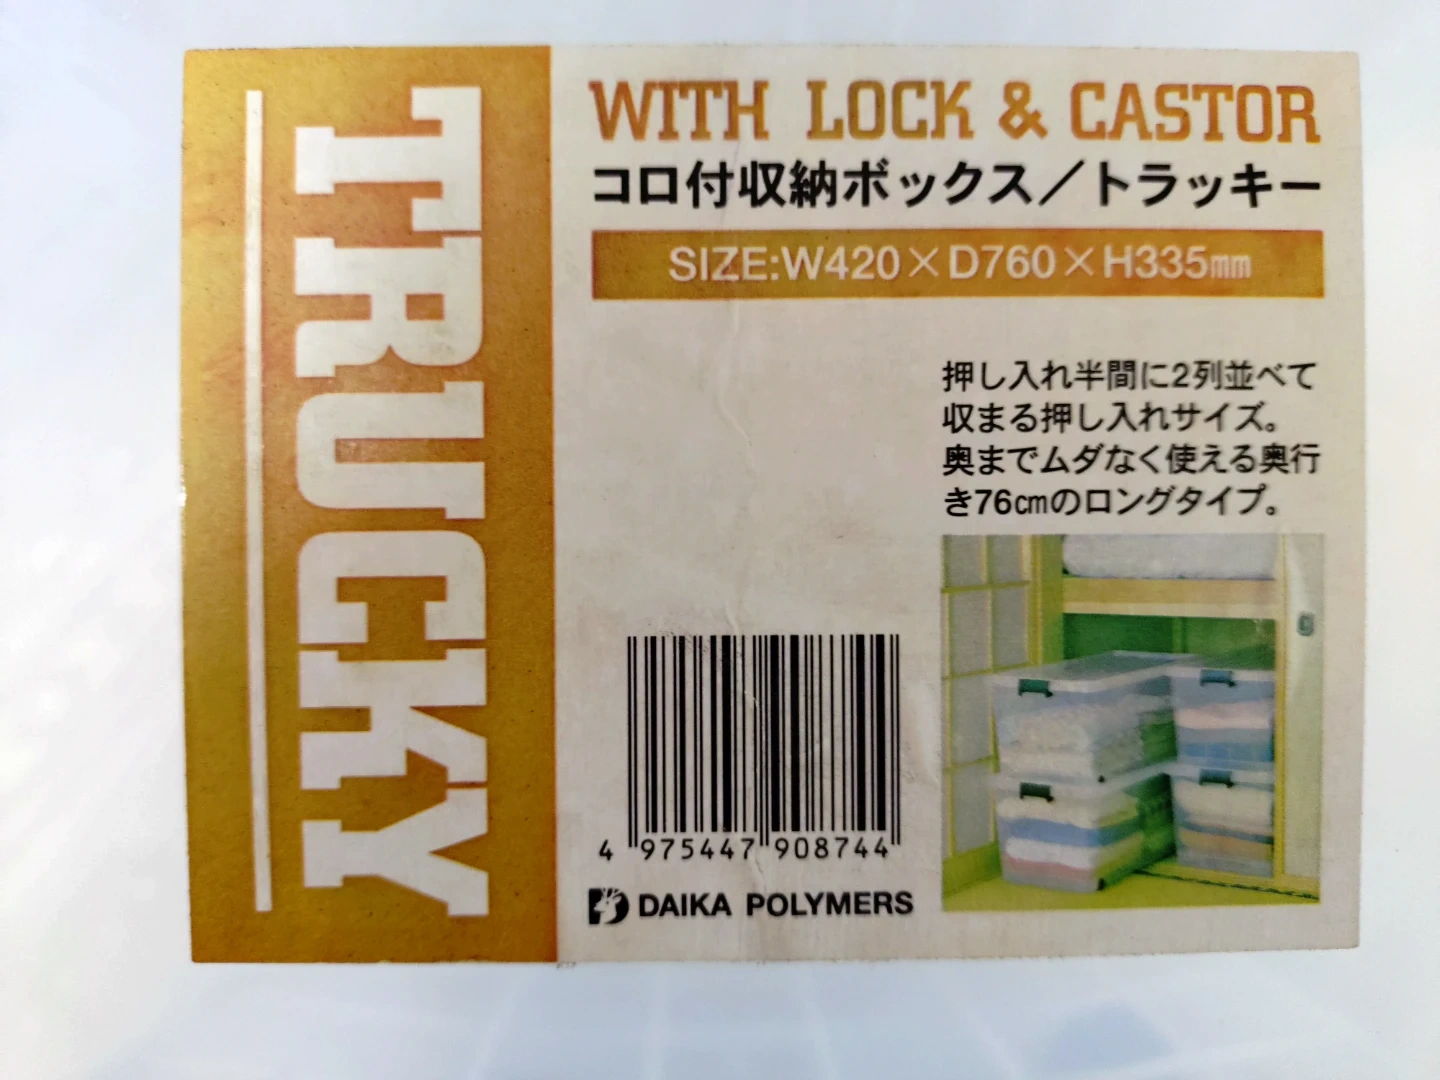 TRUCKY
WITH LOCK & CASTOR
コロ付収納ボックス／トラッキー
SIZE:W420×D760×H335mm
押し入れ半間に2列並べて
収まる押し入れサイズ。
奥までムダなく使える奥行
き76cmのロングタイプ。
4 975447 908744
DAIKA POLYMERS